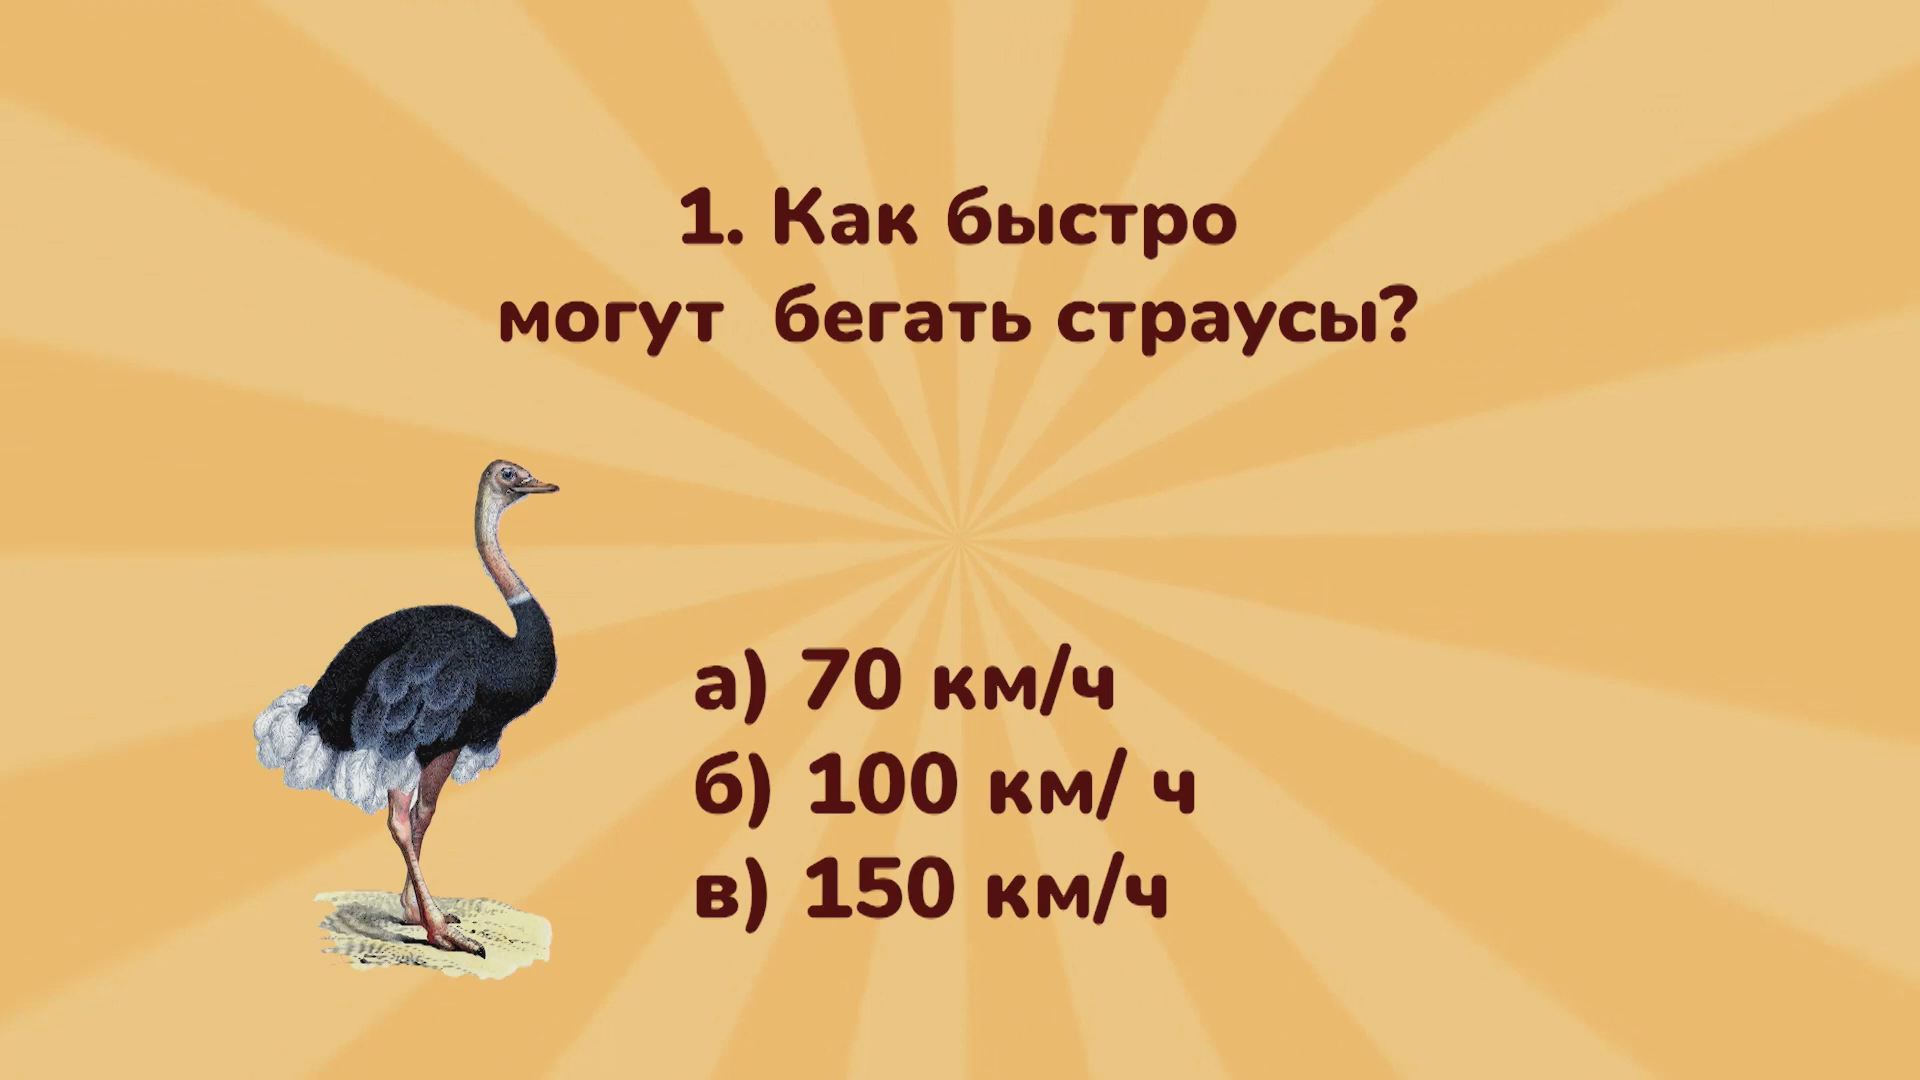 1. Как быстро
могут  бегать страусы?
а) 70 км/ч
б) 100 км/ ч
в) 150 км/ч